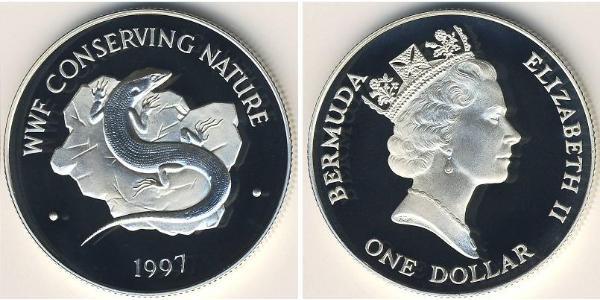 WWF CONSERVING NATURE
1997
BERMUDA
ELIZABETH II
ONE DOLLAR